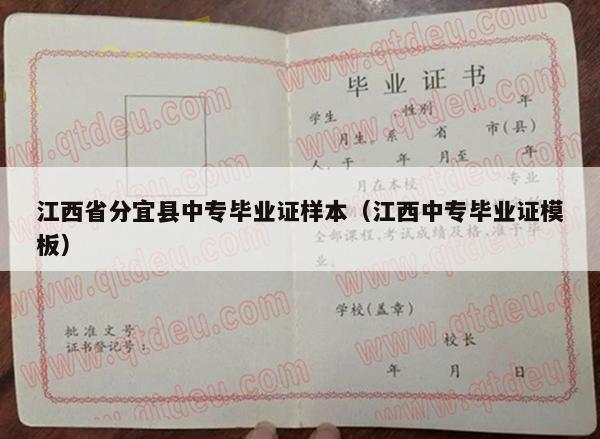 www.qtdeu.com
毕业证书
学生 ,性别 , 年
月生,系 省 市(县)
人,于 年 月至 年
月在本校 专业
江西省分宜县中专毕业证样本（江西中专毕业证模
板）
全部课程,考试成绩及格,准予毕
业。
学校(盖章)
校长
年 月 日
批准文号
证书登记号: